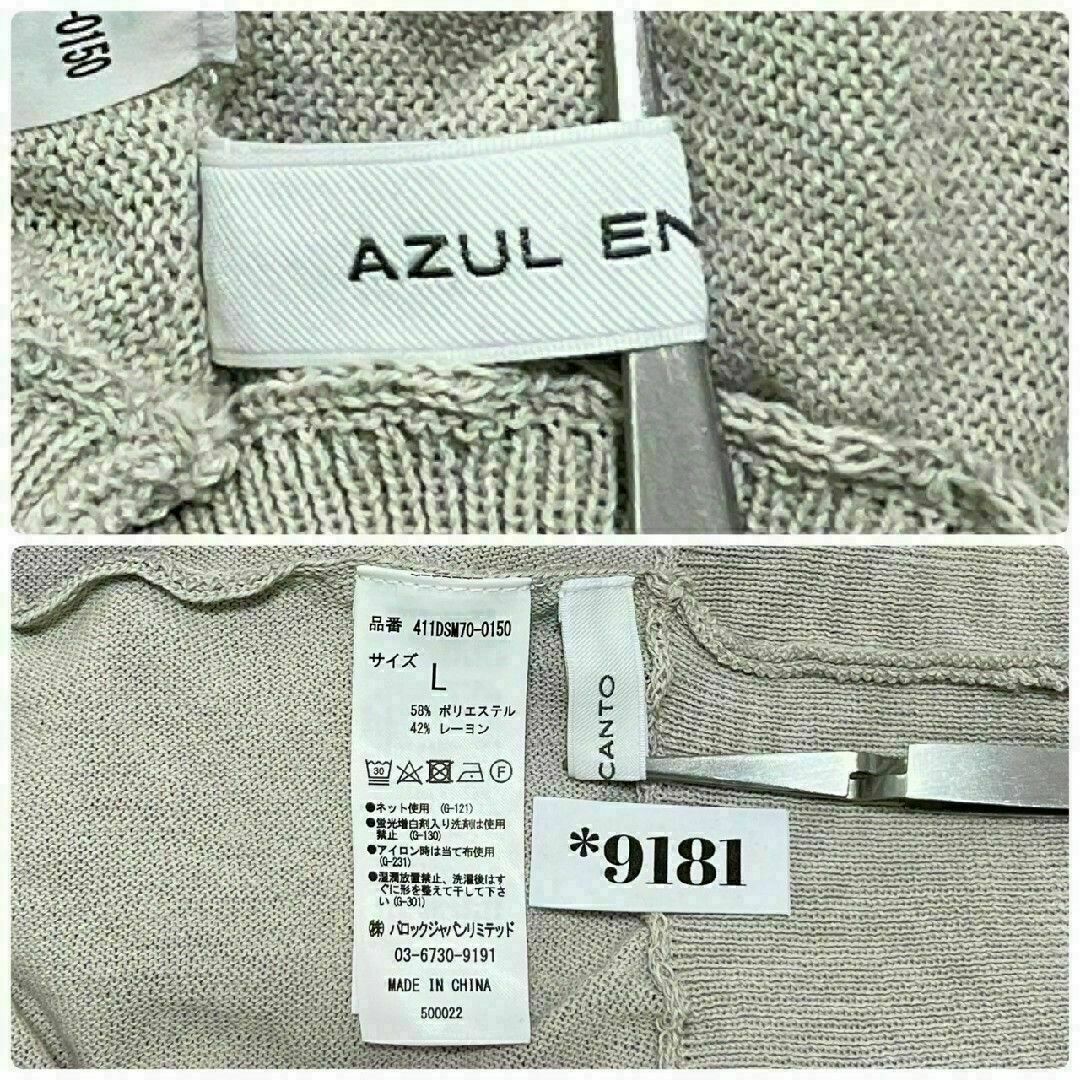 -0150
AZUL EN
品番 411DSM70-0150
サイズ
L
58% ポリエステル
42% レーヨン
30
F
●ネット使用 (G-121)
●蛍光増白剤入り洗剤は使用
禁止 (G-130)
●アイロン時は当て布使用
(G-231)
●湿潤放置禁止、洗濯後はす
ぐに形を整えて干して下さ
い (G-301)
㈱ バロックジャパンリミテッド
03-6730-9191
MADE IN CHINA
500022
CANTO
*9181